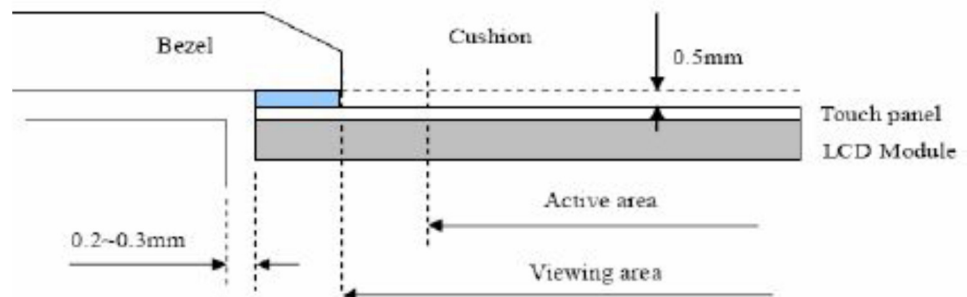 Bezel
Cushion
0.5mm
Touch panel
LCD Module
Active area
0.2~0.3mm
Viewing area